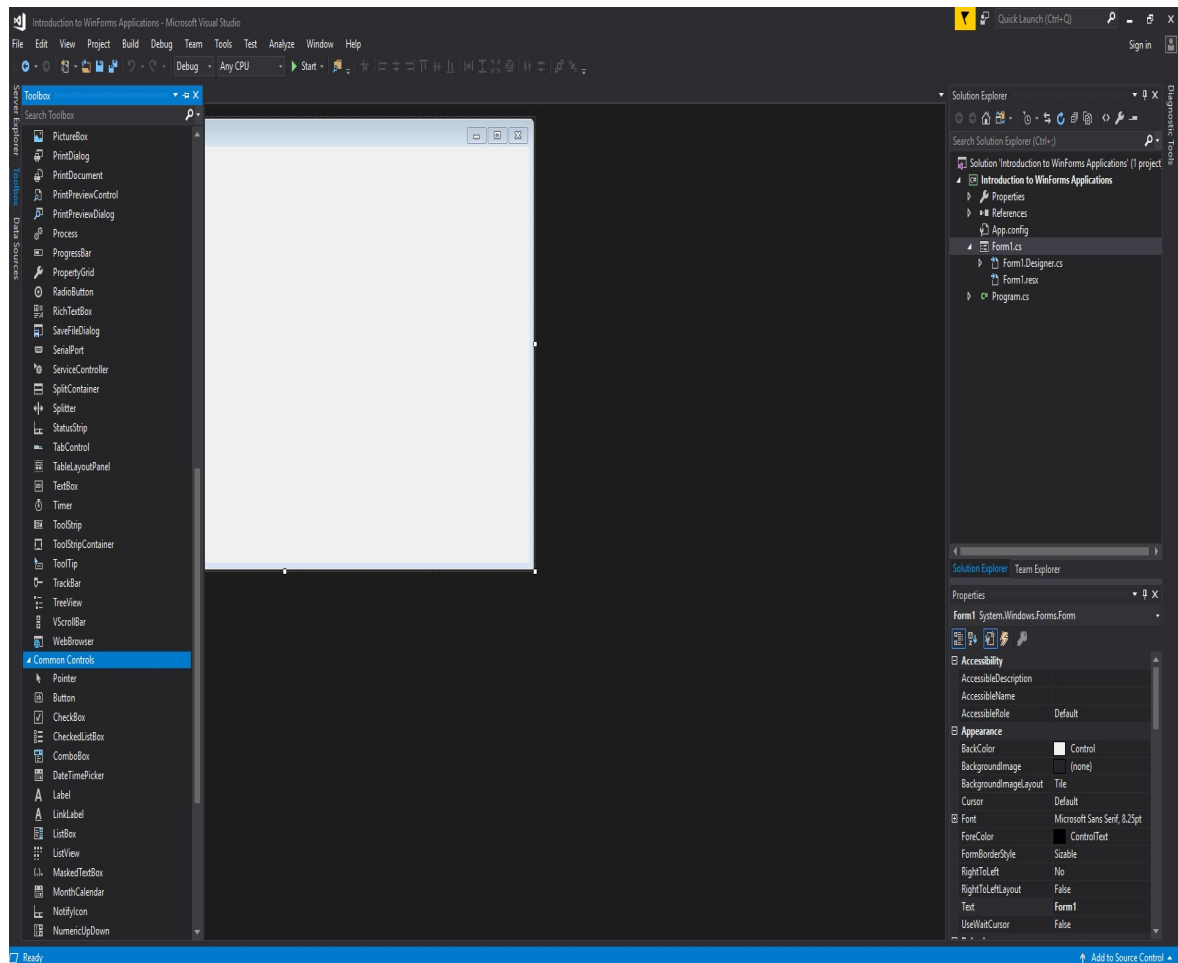 Introduction to WinForms Applications - Microsoft Visual Studio
Quick Launch (Ctrl+Q)
File Edit View Project Build Debug Team Tools Test Analyze Window Help
Sign in
Debug Any CPU Start
Server Explorer
Toolbox
Data Sources
Toolbox
Search Toolbox
PictureBox
PrintDialog
PrintDocument
PrintPreviewControl
PrintPreviewDialog
Process
ProgressBar
PropertyGrid
RadioButton
RichTextBox
SaveFileDialog
SerialPort
ServiceController
SplitContainer
Splitter
StatusStrip
TabControl
TableLayoutPanel
TextBox
Timer
ToolStrip
ToolStripContainer
ToolTip
TrackBar
TreeView
VScrollBar
WebBrowser
Common Controls
Pointer
Button
CheckBox
CheckedListBox
ComboBox
DateTimePicker
Label
LinkLabel
ListBox
ListView
MaskedTextBox
MonthCalendar
NotifyIcon
NumericUpDown
Solution Explorer
Search Solution Explorer (Ctrl+;)
Solution 'Introduction to WinForms Applications' (1 project
Introduction to WinForms Applications
Properties
References
App.config
Form1.cs
Form1.Designer.cs
Form1.resx
C# Program.cs
Solution Explorer Team Explorer
Diagnostic Tools
Properties
Form1 System.Windows.Forms.Form
Accessibility
AccessibleDescription
AccessibleName
AccessibleRole Default
Appearance
BackColor Control
BackgroundImage (none)
BackgroundImageLayout Tile
Cursor Default
Font Microsoft Sans Serif, 8.25pt
ForeColor ControlText
FormBorderStyle Sizable
RightToLeft No
RightToLeftLayout False
Text Form1
UseWaitCursor False
Ready
Add to Source Control